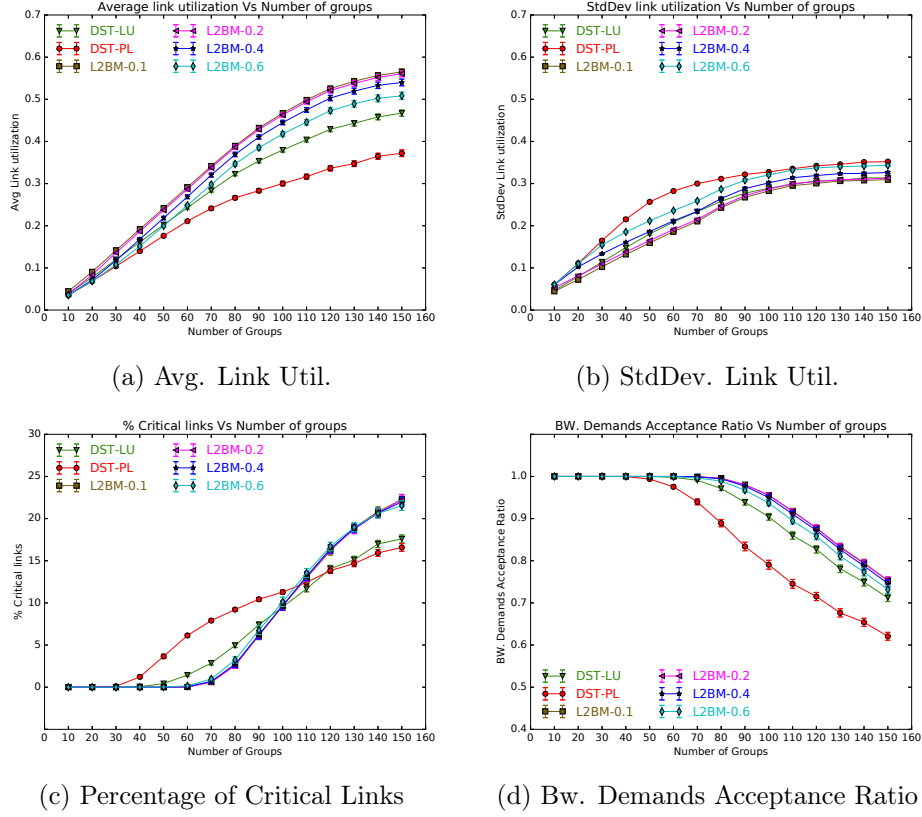 Average link utilization Vs Number of groups
DST-LU
DST-PL
L2BM-0.1
L2BM-0.2
L2BM-0.4
L2BM-0.6
Avg Link utilization
0.7
0.6
0.5
0.4
0.3
0.2
0.1
0.0
0 10 20 30 40 50 60 70 80 90 100 110 120 130 140 150 160
Number of Groups
(a) Avg. Link Util.
StdDev link utilization Vs Number of groups
DST-LU
DST-PL
L2BM-0.1
L2BM-0.2
L2BM-0.4
L2BM-0.6
StdDev Link utilization
0.7
0.6
0.5
0.4
0.3
0.2
0.1
0.0
0 10 20 30 40 50 60 70 80 90 100 110 120 130 140 150 160
Number of Groups
(b) StdDev. Link Util.
% Critical links Vs Number of groups
DST-LU
DST-PL
L2BM-0.1
L2BM-0.2
L2BM-0.4
L2BM-0.6
% Critical links
30
25
20
15
10
5
0
0 10 20 30 40 50 60 70 80 90 100 110 120 130 140 150 160
Number of Groups
(c) Percentage of Critical Links
BW. Demands Acceptance Ratio Vs Number of groups
BW. Demands Acceptance Ratio
1.0
0.9
0.8
0.7
0.6
0.5
0.4
DST-LU
DST-PL
L2BM-0.1
L2BM-0.2
L2BM-0.4
L2BM-0.6
0 10 20 30 40 50 60 70 80 90 100 110 120 130 140 150 160
Number of Groups
(d) Bw. Demands Acceptance Ratio